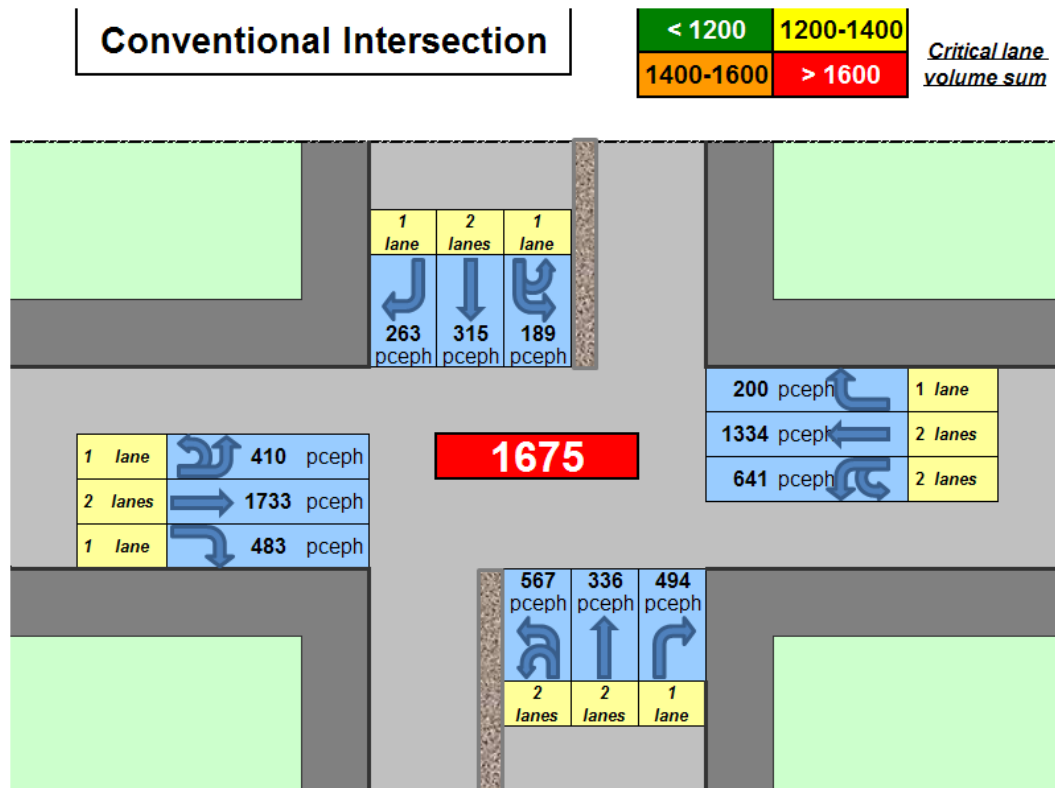 Conventional Intersection
< 1200 1200-1400
1400-1600 > 1600
Critical lane
volume sum
1 lane
2 lanes
1 lane
263 pceph
315 pceph
189 pceph
200 pceph 1 lane
1334 pceph 2 lanes
641 pceph 2 lanes
1675
1 lane 410 pceph
2 lanes 1733 pceph
1 lane 483 pceph
567 pceph
336 pceph
494 pceph
2 lanes
2 lanes
1 lane